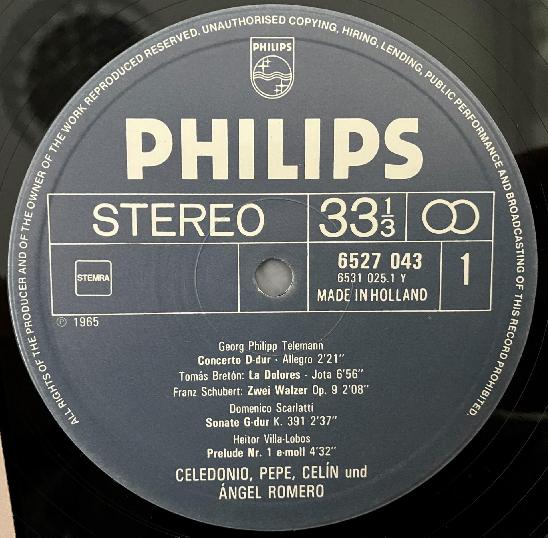 ALL RIGHTS OF THE PRODUCER AND OF THE OWNER OF THE WORK REPRODUCED RESERVED. UNAUTHORISED COPYING, HIRING, LENDING, PUBLIC PERFORMANCE AND BROADCASTING OF THIS RECORD PROHIBITED.
PHILIPS
PHILIPS
STEREO 33 1/3
STEMRA
6527 043
6531 025.1 Y
MADE IN HOLLAND
1
℗ 1965
Georg Philipp Telemann
Concerto D-dur · Allegro 2'21"
Tomás Bretón: La Dolores · Jota 6'56"
Franz Schubert: Zwei Walzer Op. 9 2'08"
Domenico Scarlatti
Sonate G-dur K. 391 2'37"
Heitor Villa-Lobos
Prelude Nr. 1 e-moll 4'32"
CELEDONIO, PEPE, CELÍN und
ÁNGEL ROMERO